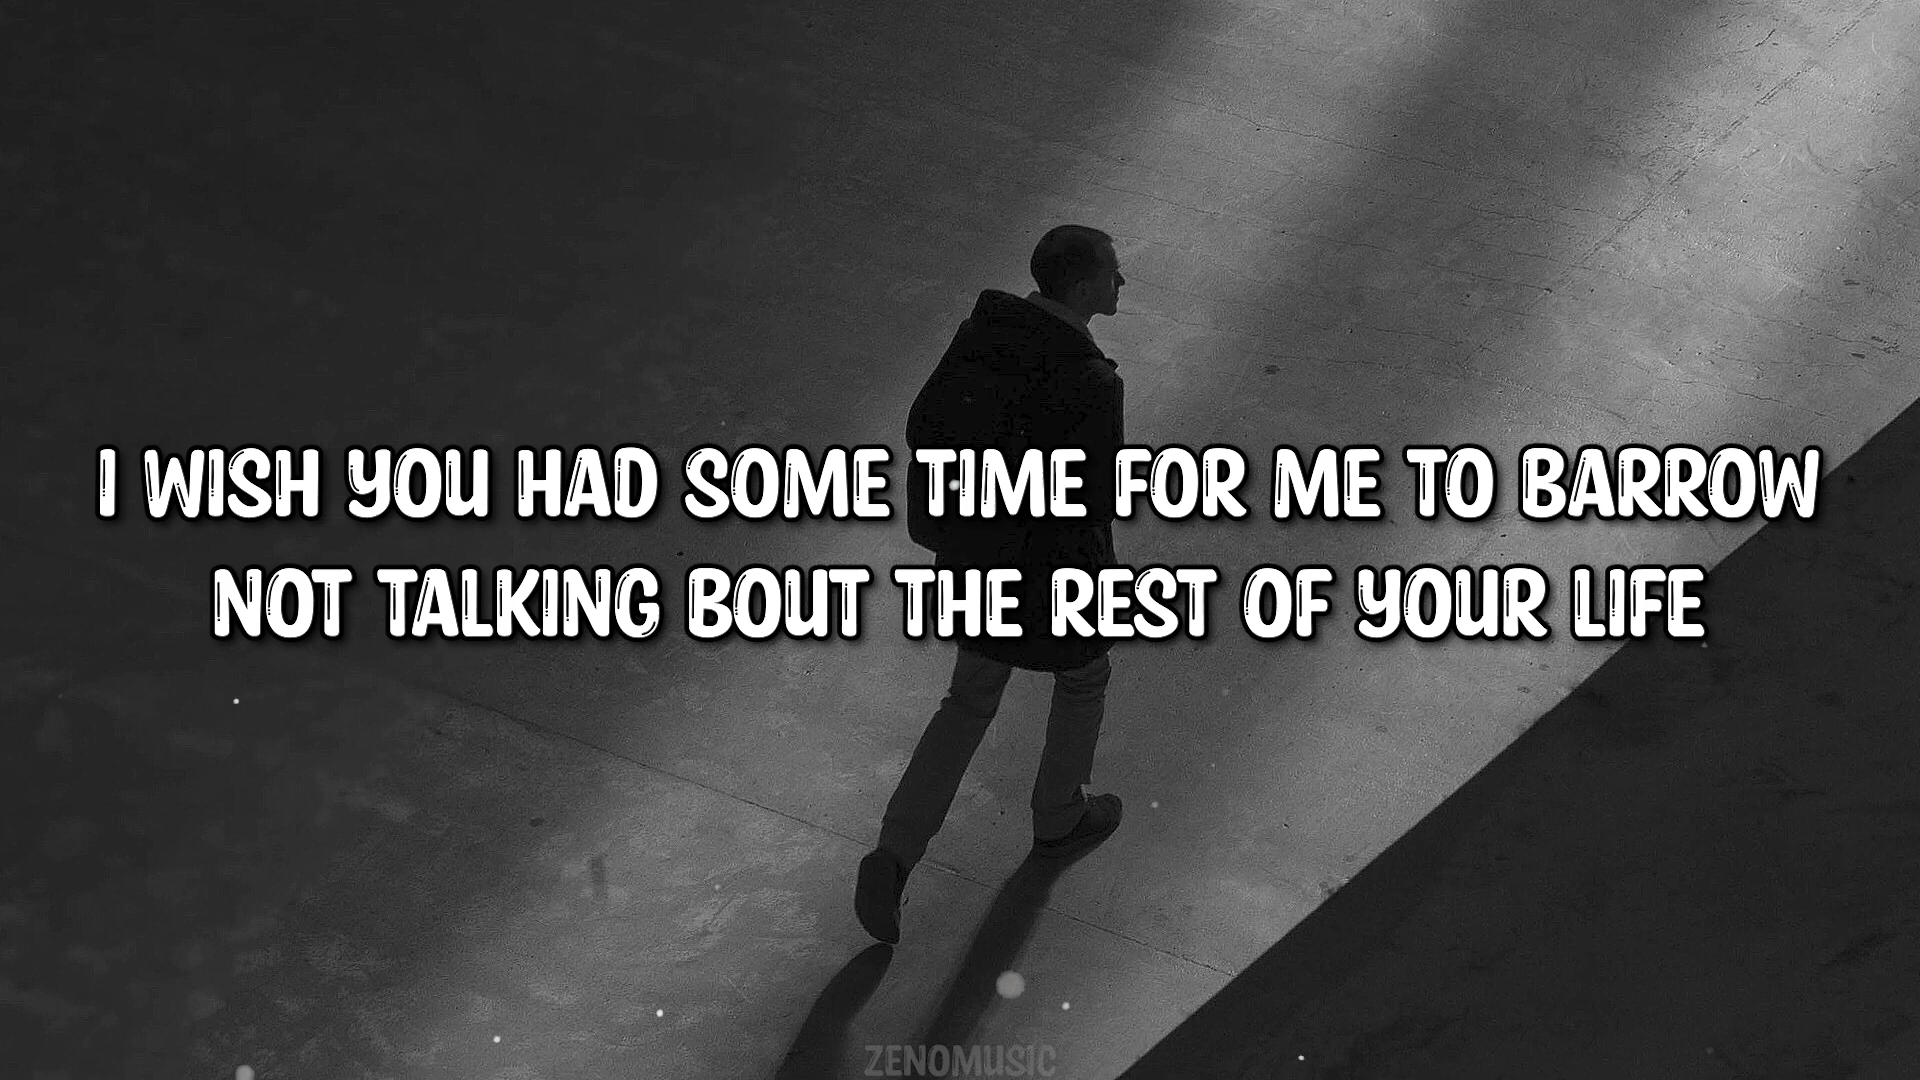 I WISH YOU HAD SOME TIME FOR ME TO BARROW
NOT TALKING BOUT THE REST OF YOUR LIFE
ZENOMUSIC